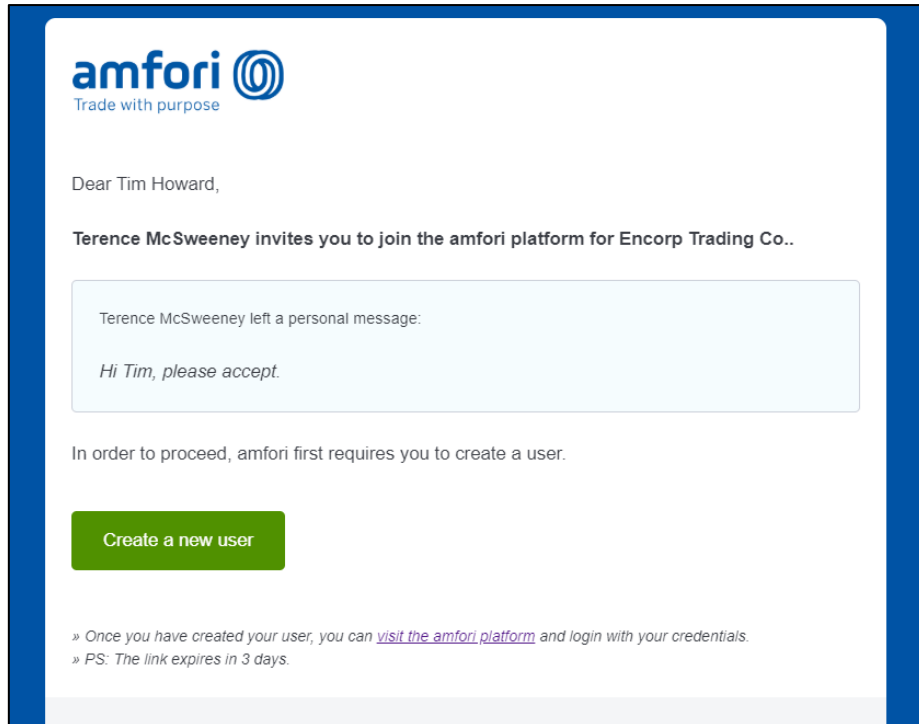 amfori
Trade with purpose
Dear Tim Howard,
Terence McSweeney invites you to join the amfori platform for Encorp Trading Co..
Terence McSweeney left a personal message:
Hi Tim, please accept.
In order to proceed, amfori first requires you to create a user.
Create a new user
» Once you have created your user, you can visit the amfori platform and login with your credentials.
» PS: The link expires in 3 days.